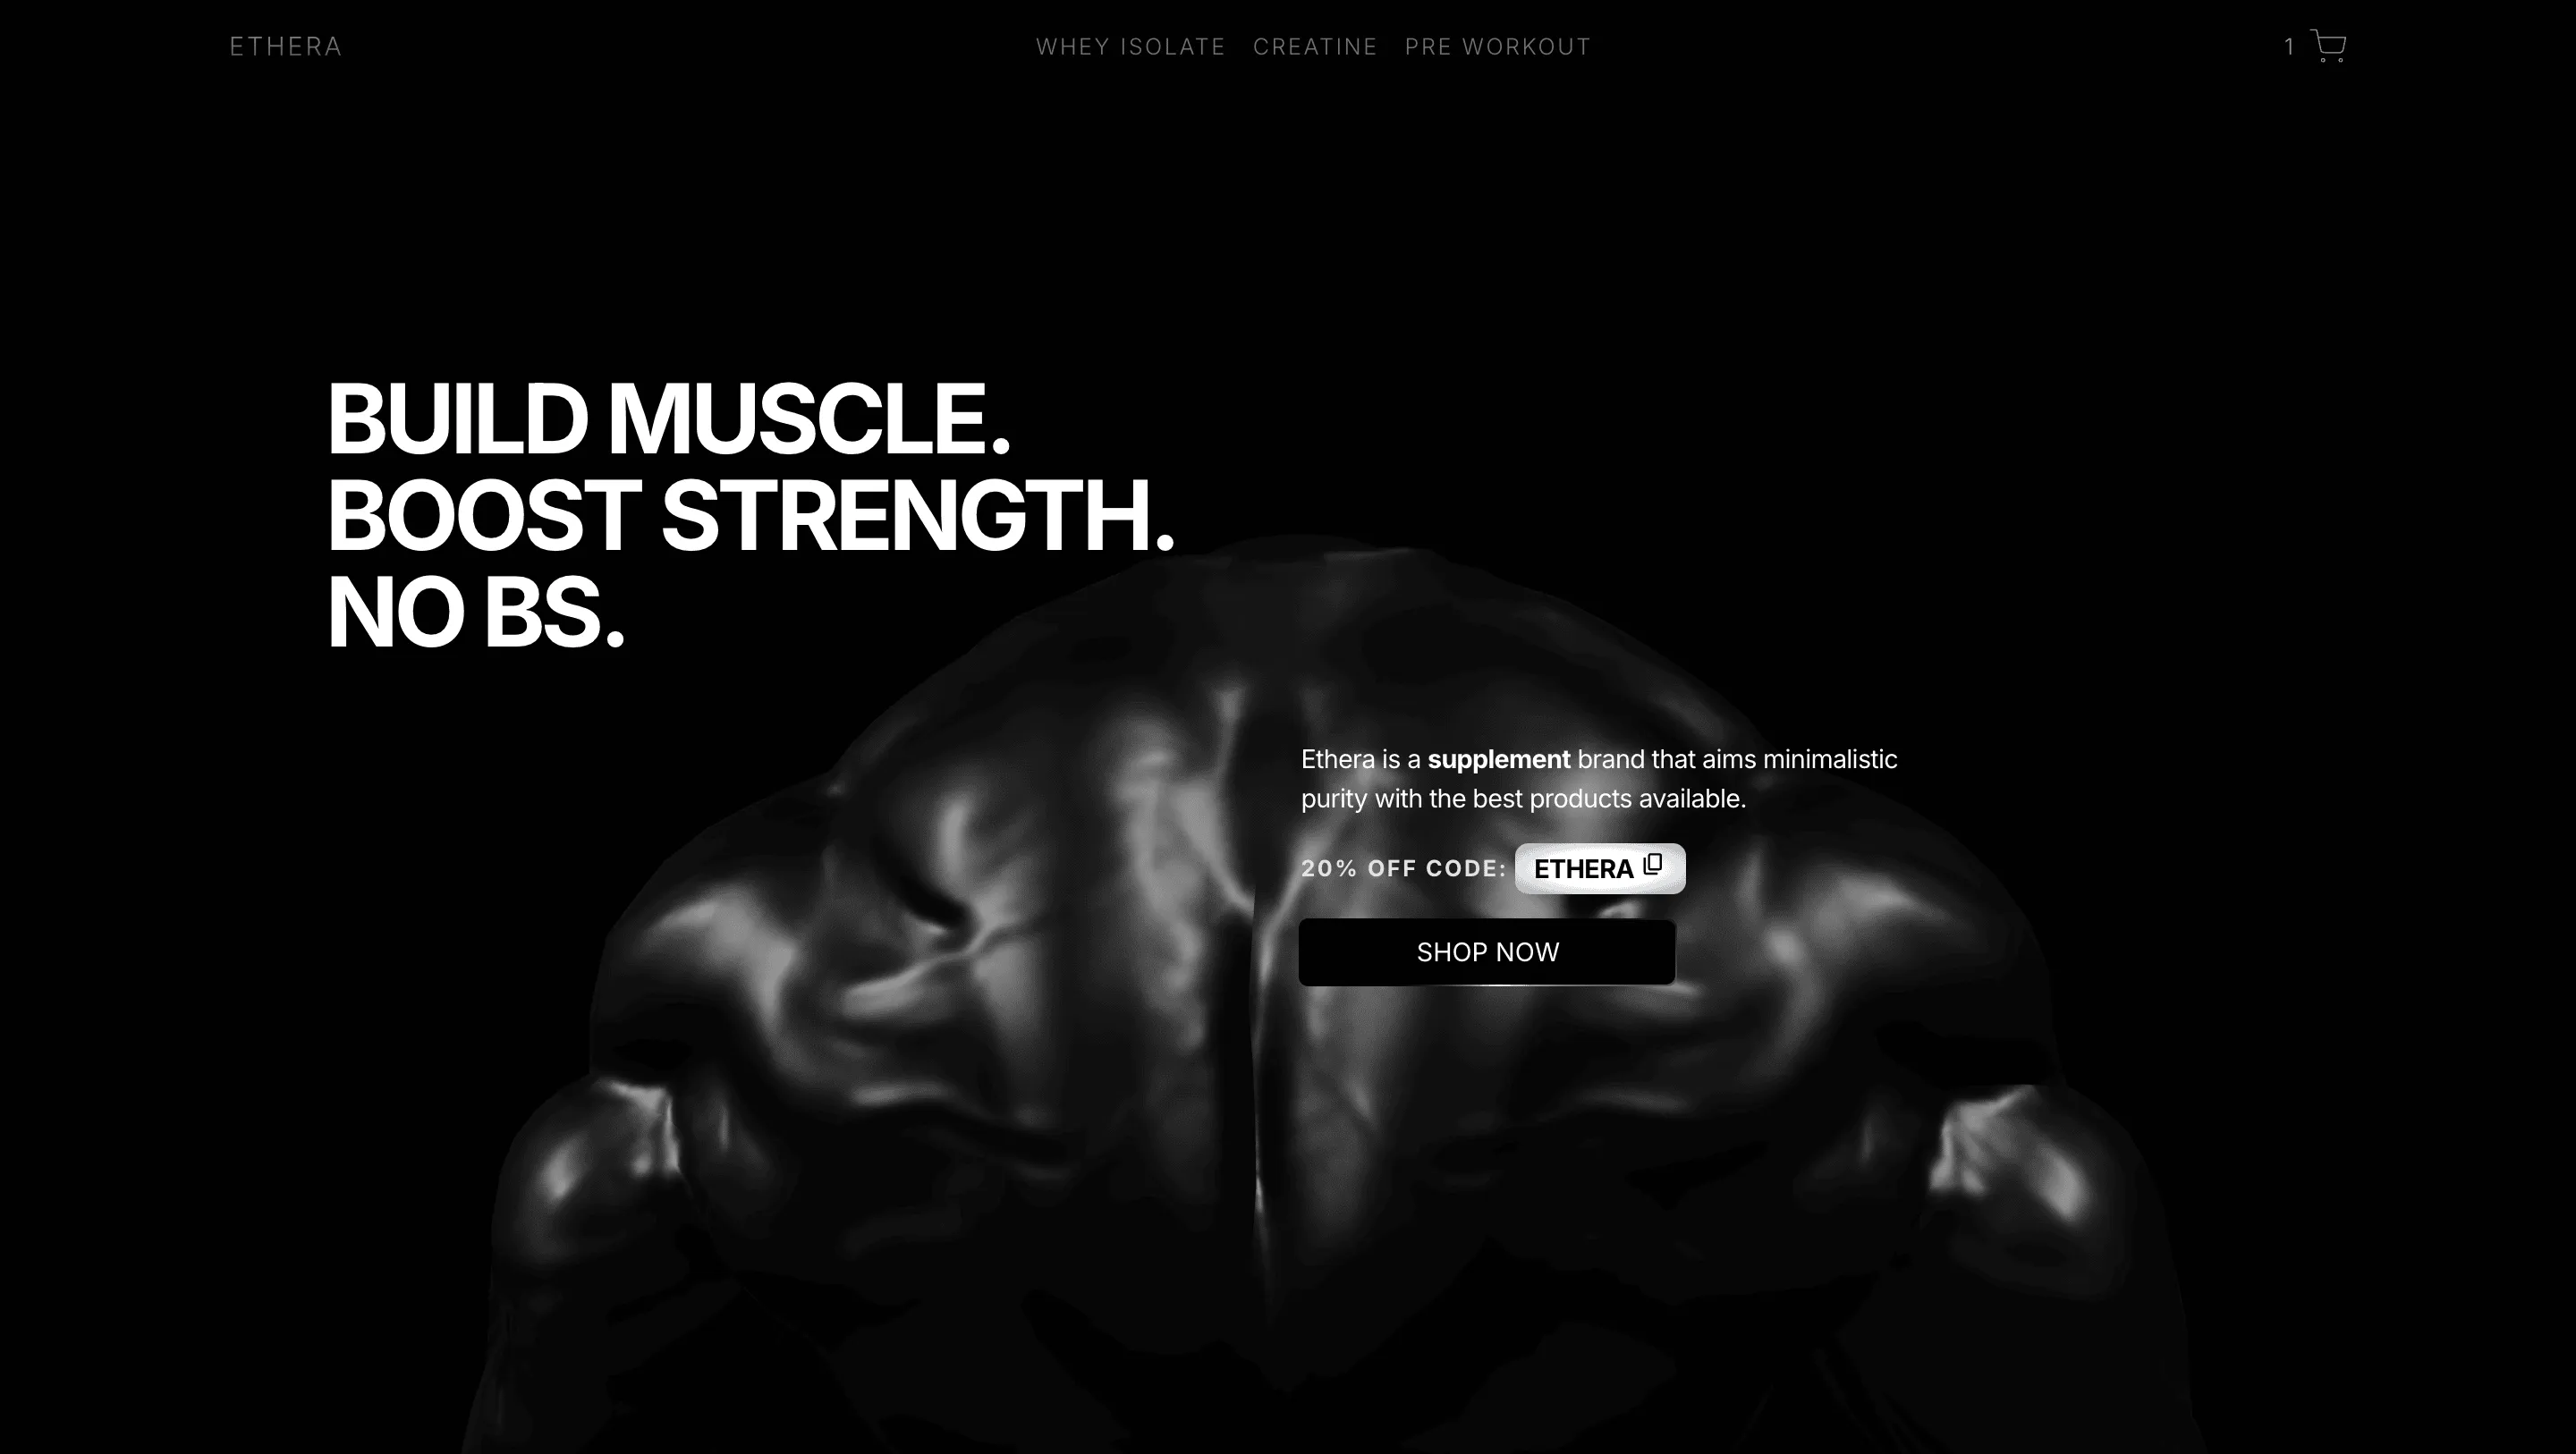 ETHERA
WHEY ISOLATE CREATINE PRE WORKOUT
1
BUILD MUSCLE.
BOOST STRENGTH.
NO BS.
Ethera is a supplement brand that aims minimalistic
purity with the best products available.
20% OFF CODE: ETHERA
SHOP NOW